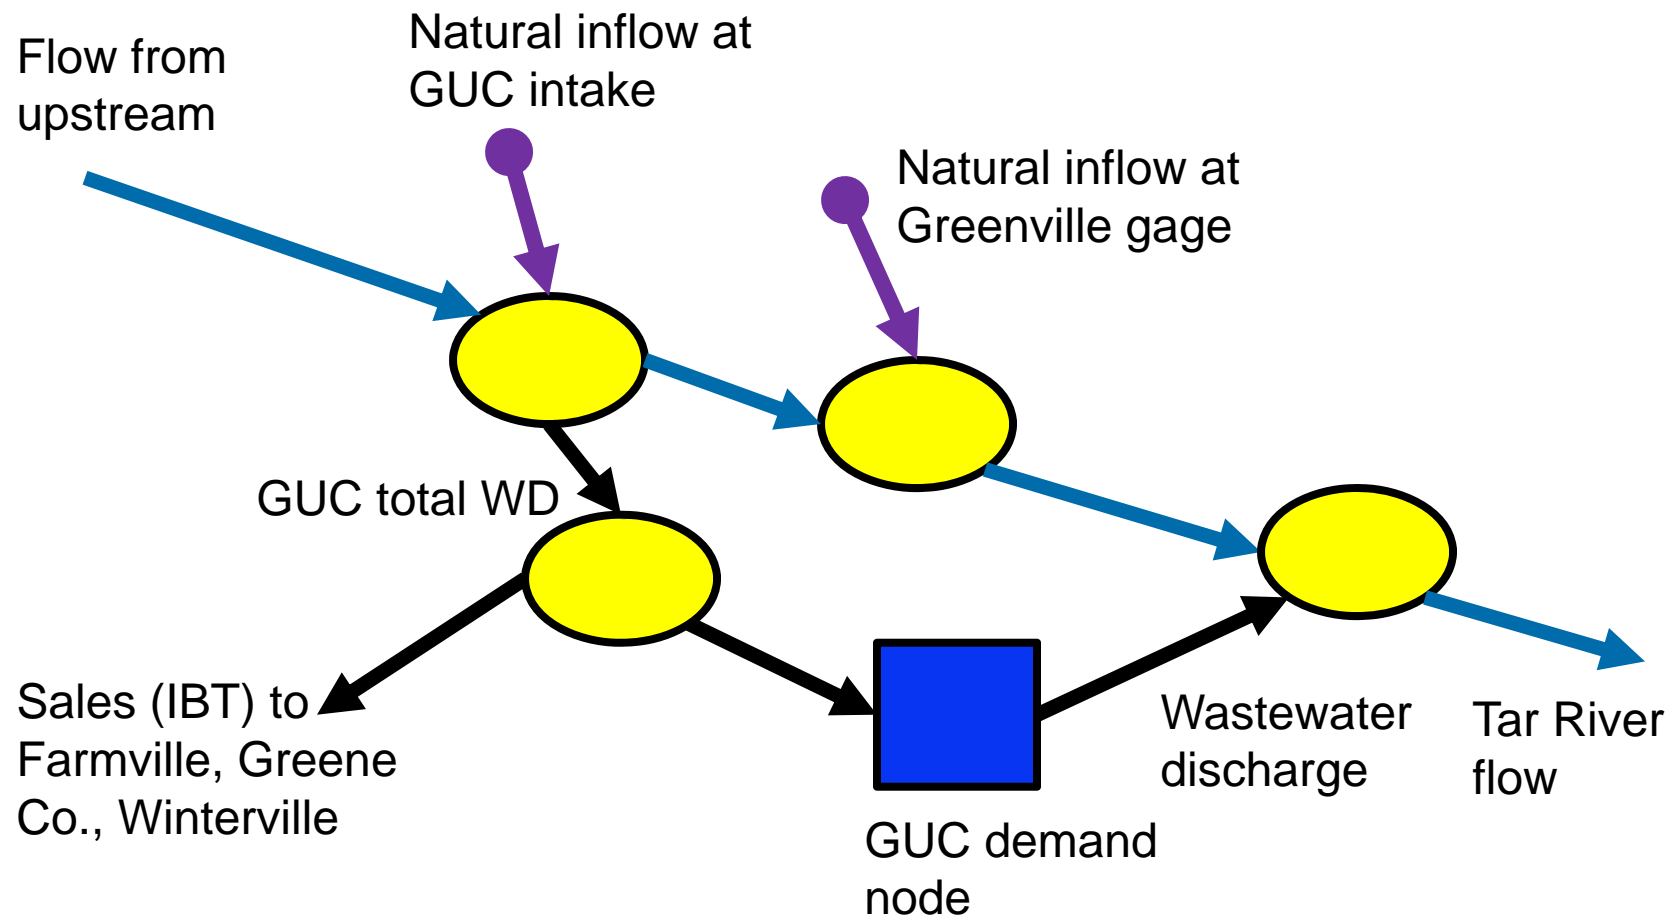 Flow from
upstream
Natural inflow at
GUC intake
Natural inflow at
Greenville gage
GUC total WD
Sales (IBT) to
Farmville, Greene
Co., Winterville
Wastewater
discharge
Tar River
flow
GUC demand
node